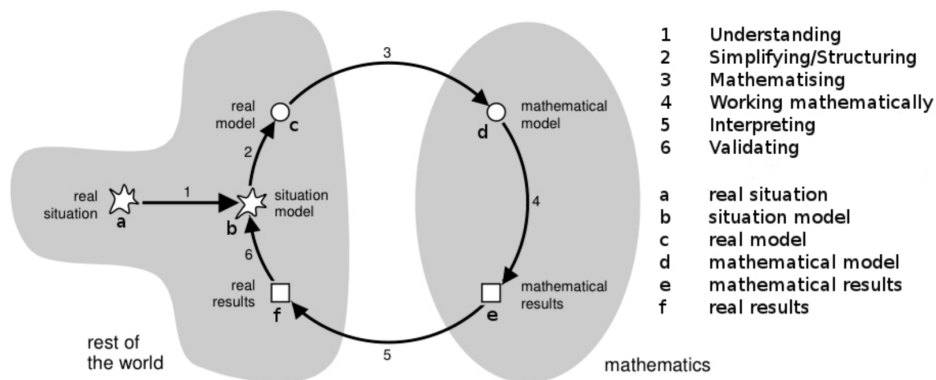 3
real
model
c
mathematical
model
d
2
real
situation
a
1
situation
model
b
4
6
real
results
f
mathematical
results
e
5
rest of
the world
mathematics
1 Understanding
2 Simplifying/Structuring
3 Mathematising
4 Working mathematically
5 Interpreting
6 Validating
a real situation
b situation model
c real model
d mathematical model
e mathematical results
f real results